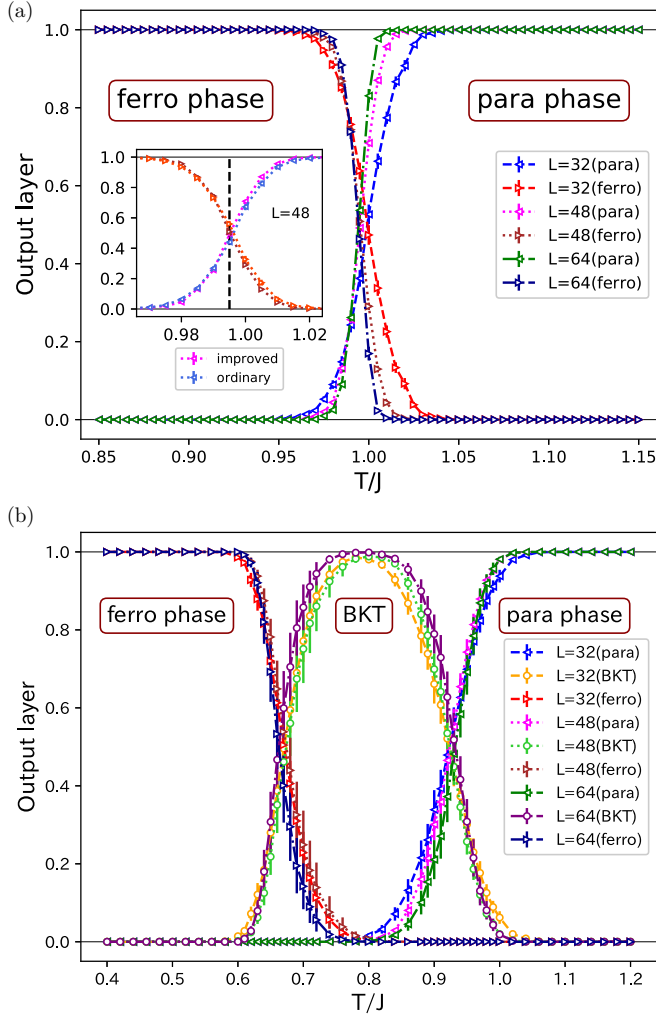 (a)
1.0
0.8
0.6
0.4
0.2
0.0
Output layer
ferro phase
para phase
1.0
0.8
0.6
0.4
0.2
0.0
L=48
0.98 1.00 1.02
improved
ordinary
L=32(para)
L=32(ferro)
L=48(para)
L=48(ferro)
L=64(para)
L=64(ferro)
0.85 0.90 0.95 1.00 1.05 1.10 1.15
T/J
(b)
1.0
0.8
0.6
0.4
0.2
0.0
Output layer
ferro phase
BKT
para phase
L=32(para)
L=32(BKT)
L=32(ferro)
L=48(para)
L=48(BKT)
L=48(ferro)
L=64(para)
L=64(BKT)
L=64(ferro)
0.4 0.5 0.6 0.7 0.8 0.9 1.0 1.1 1.2
T/J